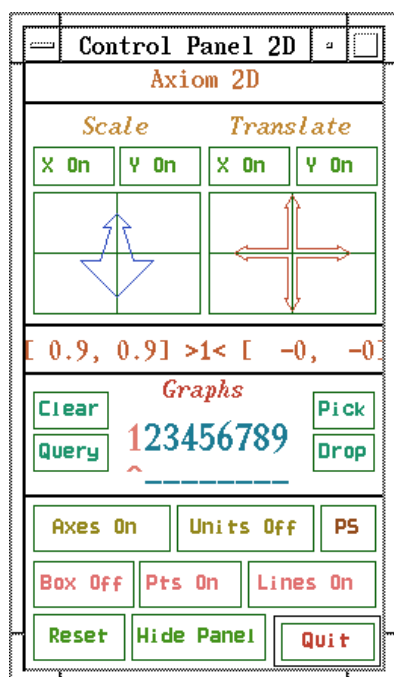 Control Panel 2D
Axiom 2D
Scale Translate
X On Y On X On Y On
[ 0.9, 0.9] >1< [ -0, -0]
Graphs
Clear Pick
123456789
Query Drop
^________
Axes On Units Off PS
Box Off Pts On Lines On
Reset Hide Panel Quit